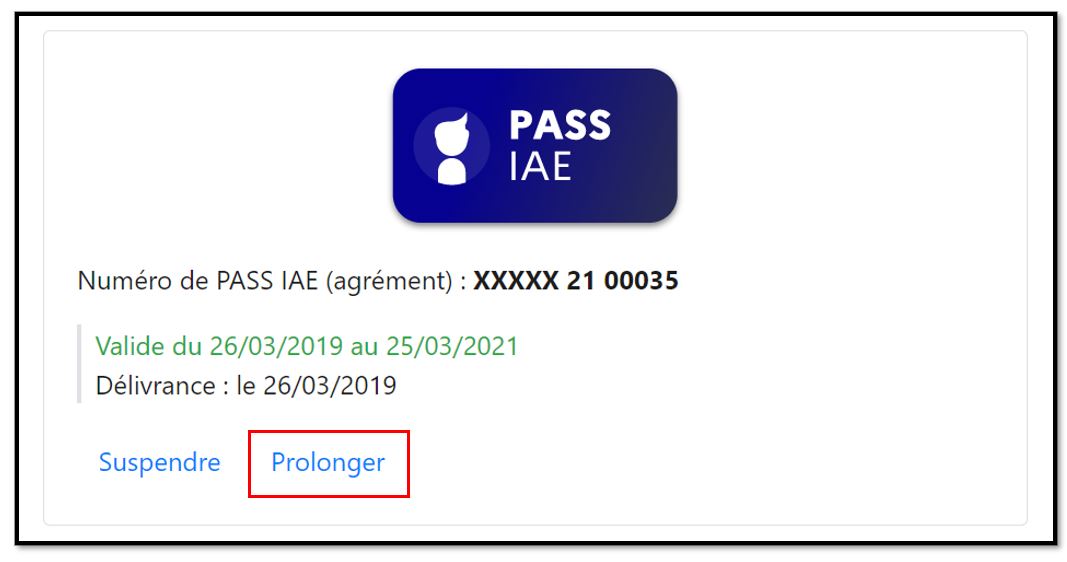 PASS
IAE
Numéro de PASS IAE (agrément) : XXXXX 21 00035
Valide du 26/03/2019 au 25/03/2021
Délivrance : le 26/03/2019
Suspendre Prolonger